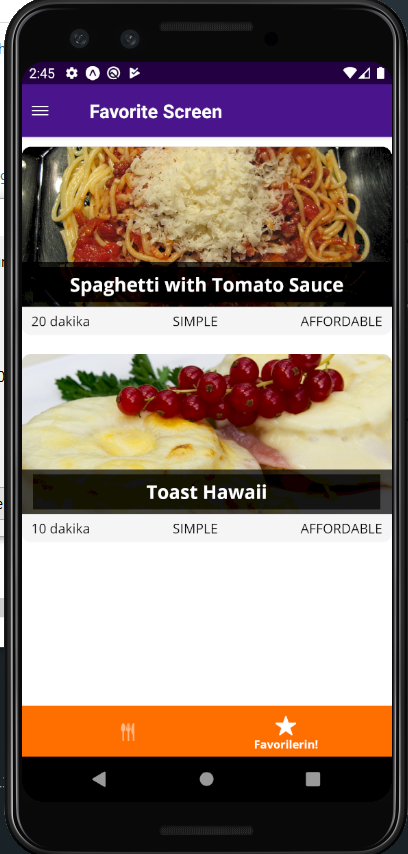 2:45
Favorite Screen
Spaghetti with Tomato Sauce
20 dakika SIMPLE AFFORDABLE
Toast Hawaii
10 dakika SIMPLE AFFORDABLE
Favorilerin!